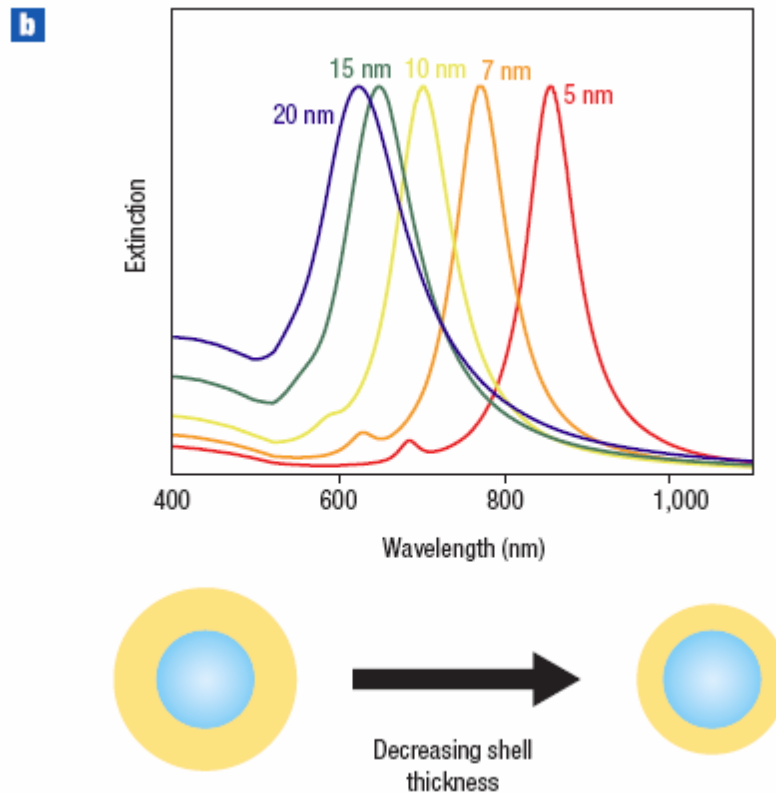 b
15 nm
10 nm
7 nm
5 nm
20 nm
Extinction
400
600
800
1,000
Wavelength (nm)
Decreasing shell
thickness